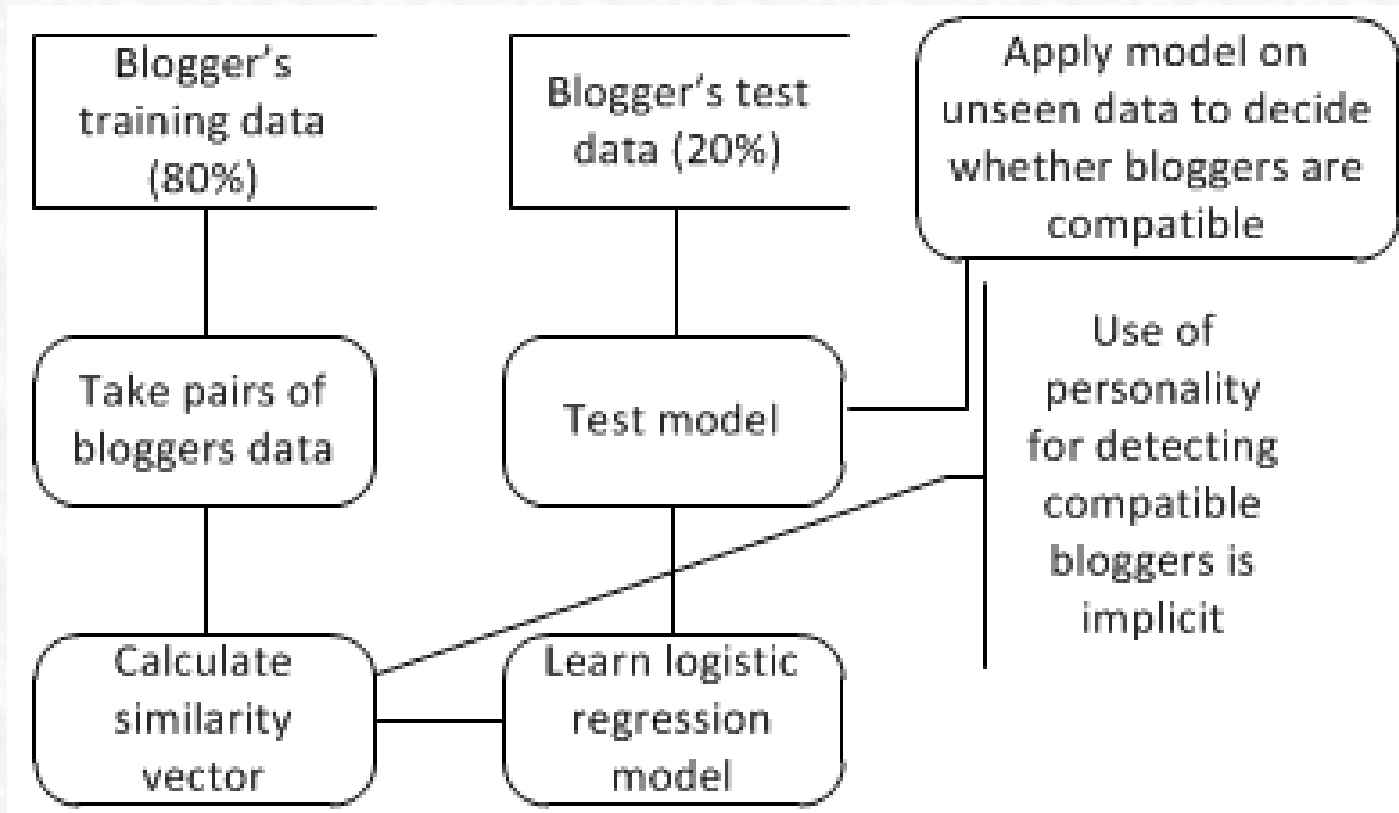 Blogger's
training data
(80%)
Blogger's test
data (20%)
Apply model on
unseen data to decide
whether bloggers are
compatible
Take pairs of
bloggers data
Test model
Use of
personality
for detecting
compatible
bloggers is
implicit
Calculate
similarity
vector
Learn logistic
regression
model